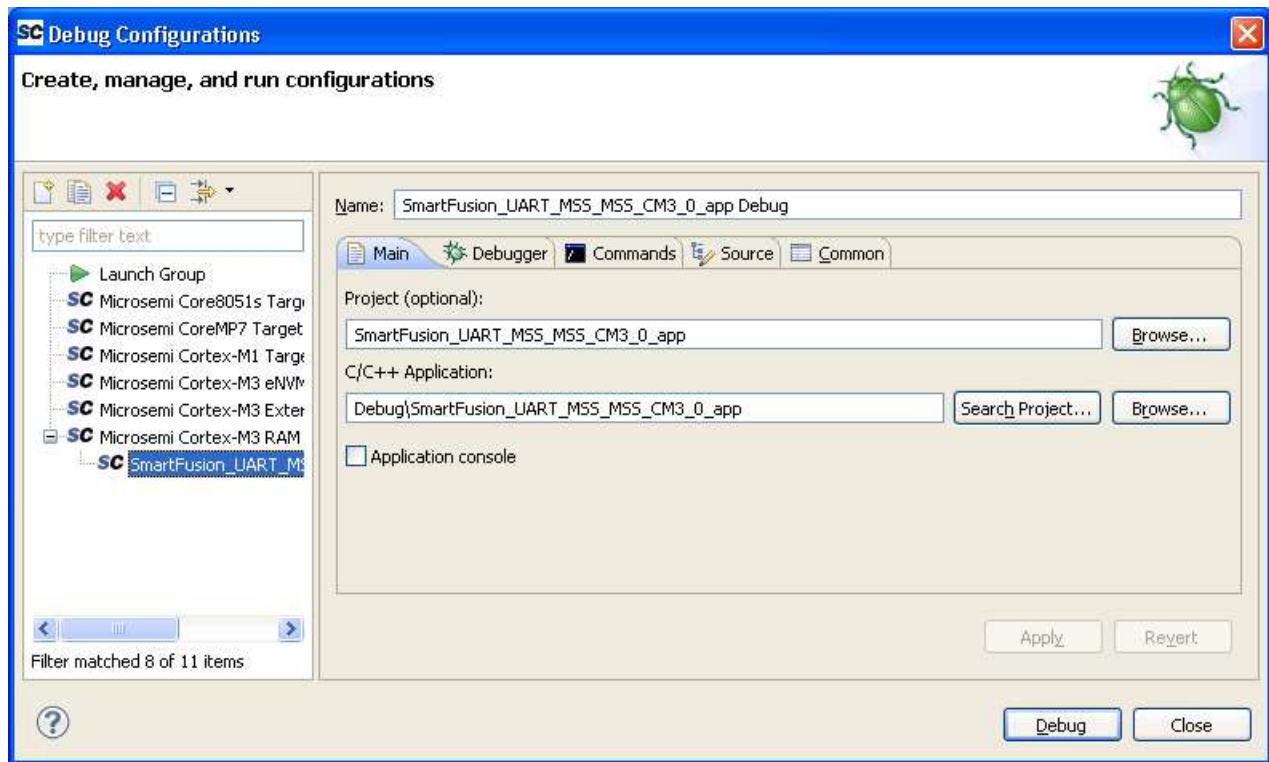 SC Debug Configurations
Create, manage, and run configurations
type filter text
Launch Group
SC Microsemi Core8051s Targ
SC Microsemi CoreMP7 Target
SC Microsemi Cortex-M1 Targe
SC Microsemi Cortex-M3 eNVM
SC Microsemi Cortex-M3 Exter
SC Microsemi Cortex-M3 RAM
SC SmartFusion_UART_MS
Filter matched 8 of 11 items
Name: SmartFusion_UART_MSS_MSS_CM3_0_app Debug
Main Debugger Commands Source Common
Project (optional):
SmartFusion_UART_MSS_MSS_CM3_0_app Browse...
C/C++ Application:
Debug\SmartFusion_UART_MSS_MSS_CM3_0_app Search Project... Browse...
Application console
Apply Revert
? Debug Close